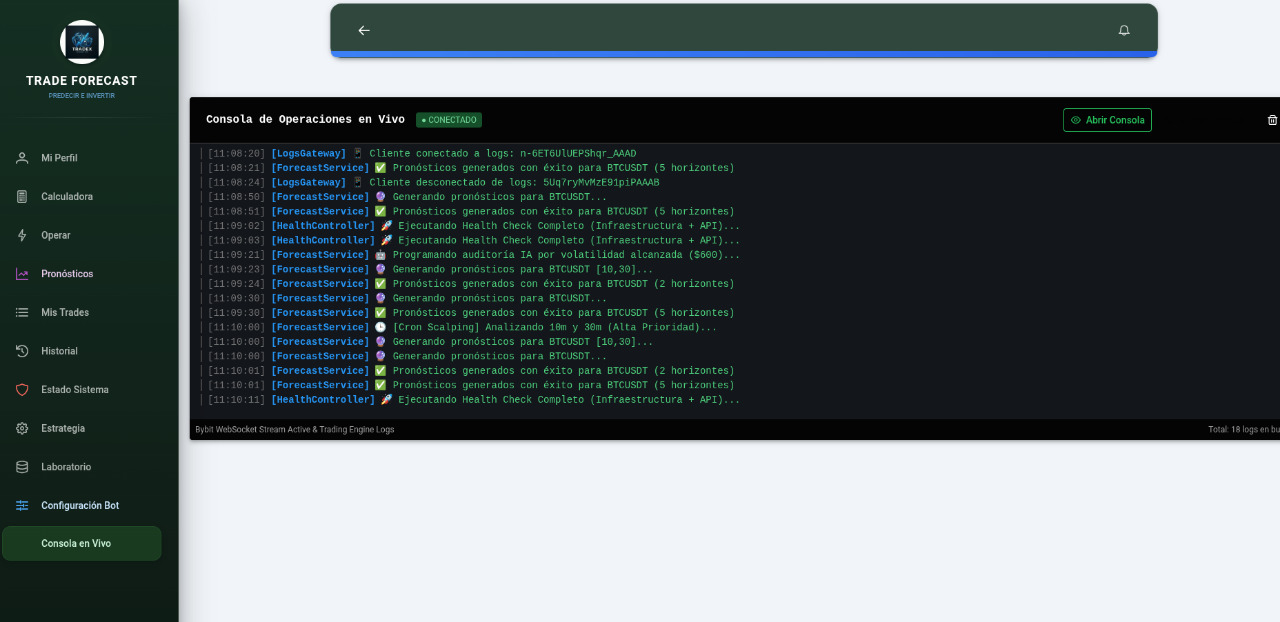 TRADEX
TRADE FORECAST
PREDECIR E INVERTIR
Mi Perfil
Calculadora
Operar
Pronósticos
Mis Trades
Historial
Estado Sistema
Estrategia
Laboratorio
Configuración Bot
Consola en Vivo
Consola de Operaciones en Vivo ● CONECTADO Abrir Consola
[11:08:20] [LogsGateway] 📱 Cliente conectado a logs: n-6ET6UlUEPShqr_AAAD
[11:08:21] [ForecastService] ✅ Pronósticos generados con éxito para BTCUSDT (5 horizontes)
[11:08:24] [LogsGateway] 📱 Cliente desconectado de logs: 5Uq7ryMvMzE91piPAAAB
[11:08:50] [ForecastService] 🔮 Generando pronósticos para BTCUSDT...
[11:08:51] [ForecastService] ✅ Pronósticos generados con éxito para BTCUSDT (5 horizontes)
[11:09:02] [HealthController] 🚀 Ejecutando Health Check Completo (Infraestructura + API)...
[11:09:03] [HealthController] 🚀 Ejecutando Health Check Completo (Infraestructura + API)...
[11:09:21] [ForecastService] 🤖 Programando auditoría IA por volatilidad alcanzada ($600)...
[11:09:23] [ForecastService] 🔮 Generando pronósticos para BTCUSDT [10,30]...
[11:09:24] [ForecastService] ✅ Pronósticos generados con éxito para BTCUSDT (2 horizontes)
[11:09:30] [ForecastService] 🔮 Generando pronósticos para BTCUSDT...
[11:09:30] [ForecastService] ✅ Pronósticos generados con éxito para BTCUSDT (5 horizontes)
[11:10:00] [ForecastService] 🕒 [Cron Scalping] Analizando 10m y 30m (Alta Prioridad)...
[11:10:00] [ForecastService] 🔮 Generando pronósticos para BTCUSDT [10,30]...
[11:10:00] [ForecastService] 🔮 Generando pronósticos para BTCUSDT...
[11:10:01] [ForecastService] ✅ Pronósticos generados con éxito para BTCUSDT (2 horizontes)
[11:10:01] [ForecastService] ✅ Pronósticos generados con éxito para BTCUSDT (5 horizontes)
[11:10:11] [HealthController] 🚀 Ejecutando Health Check Completo (Infraestructura + API)...
Bybit WebSocket Stream Active & Trading Engine Logs
Total: 18 logs en bu